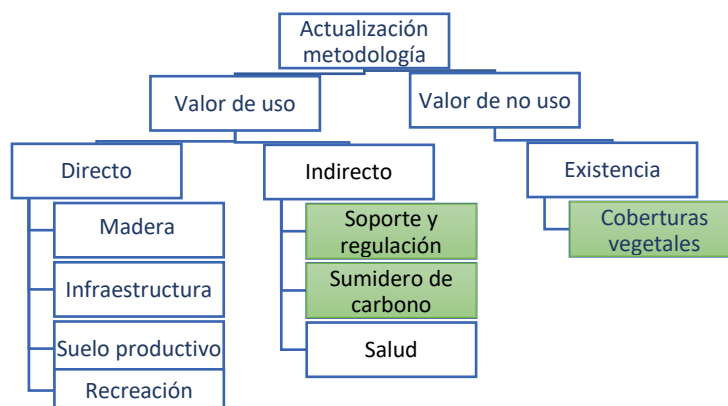 Actualización
metodología
Valor de uso
Valor de no uso
Directo
Indirecto
Existencia
Madera
Infraestructura
Suelo productivo
Recreación
Soporte y
regulación
Sumidero de
carbono
Salud
Coberturas
vegetales